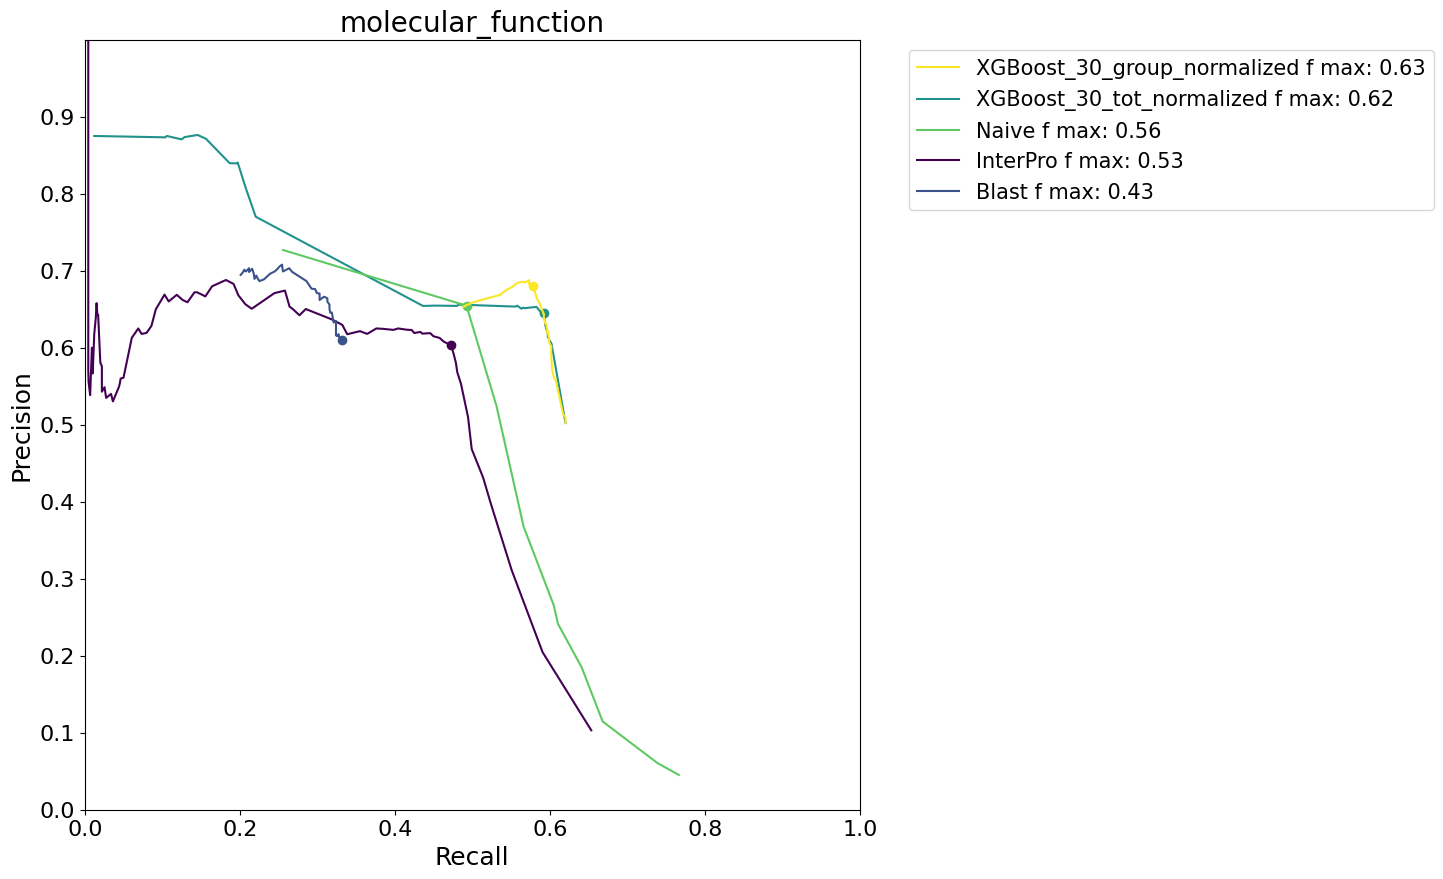 molecular_function
XGBoost_30_group_normalized f max: 0.63
XGBoost_30_tot_normalized f max: 0.62
Naive f max: 0.56
InterPro f max: 0.53
Blast f max: 0.43
Precision
0.9
0.8
0.7
0.6
0.5
0.4
0.3
0.2
0.1
0.0
0.0 0.2 0.4 0.6 0.8 1.0
Recall